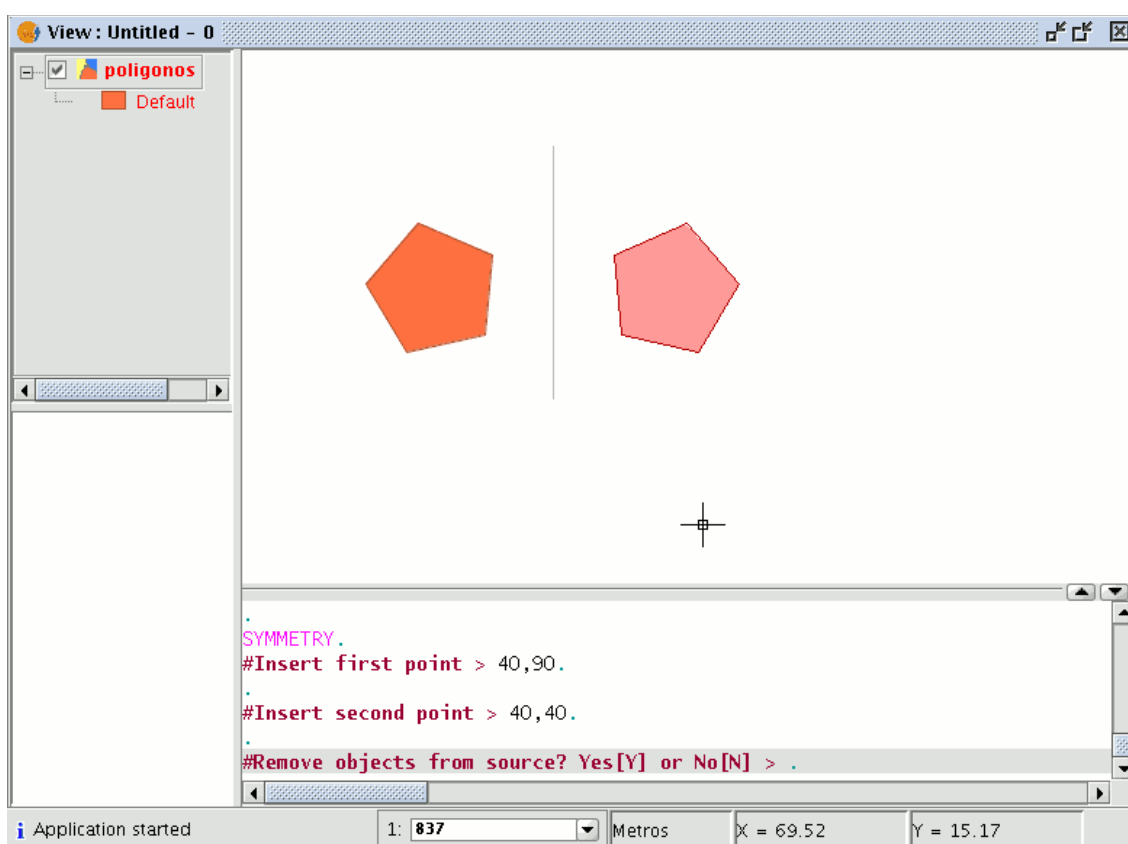 View : Untitled - 0
poligonos
Default
.
SYMMETRY.
#Insert first point > 40,90.
.
#Insert second point > 40,40.
.
#Remove objects from source? Yes[Y] or No[N] > .
i Application started
1: 837
Metros
X = 69.52
Y = 15.17